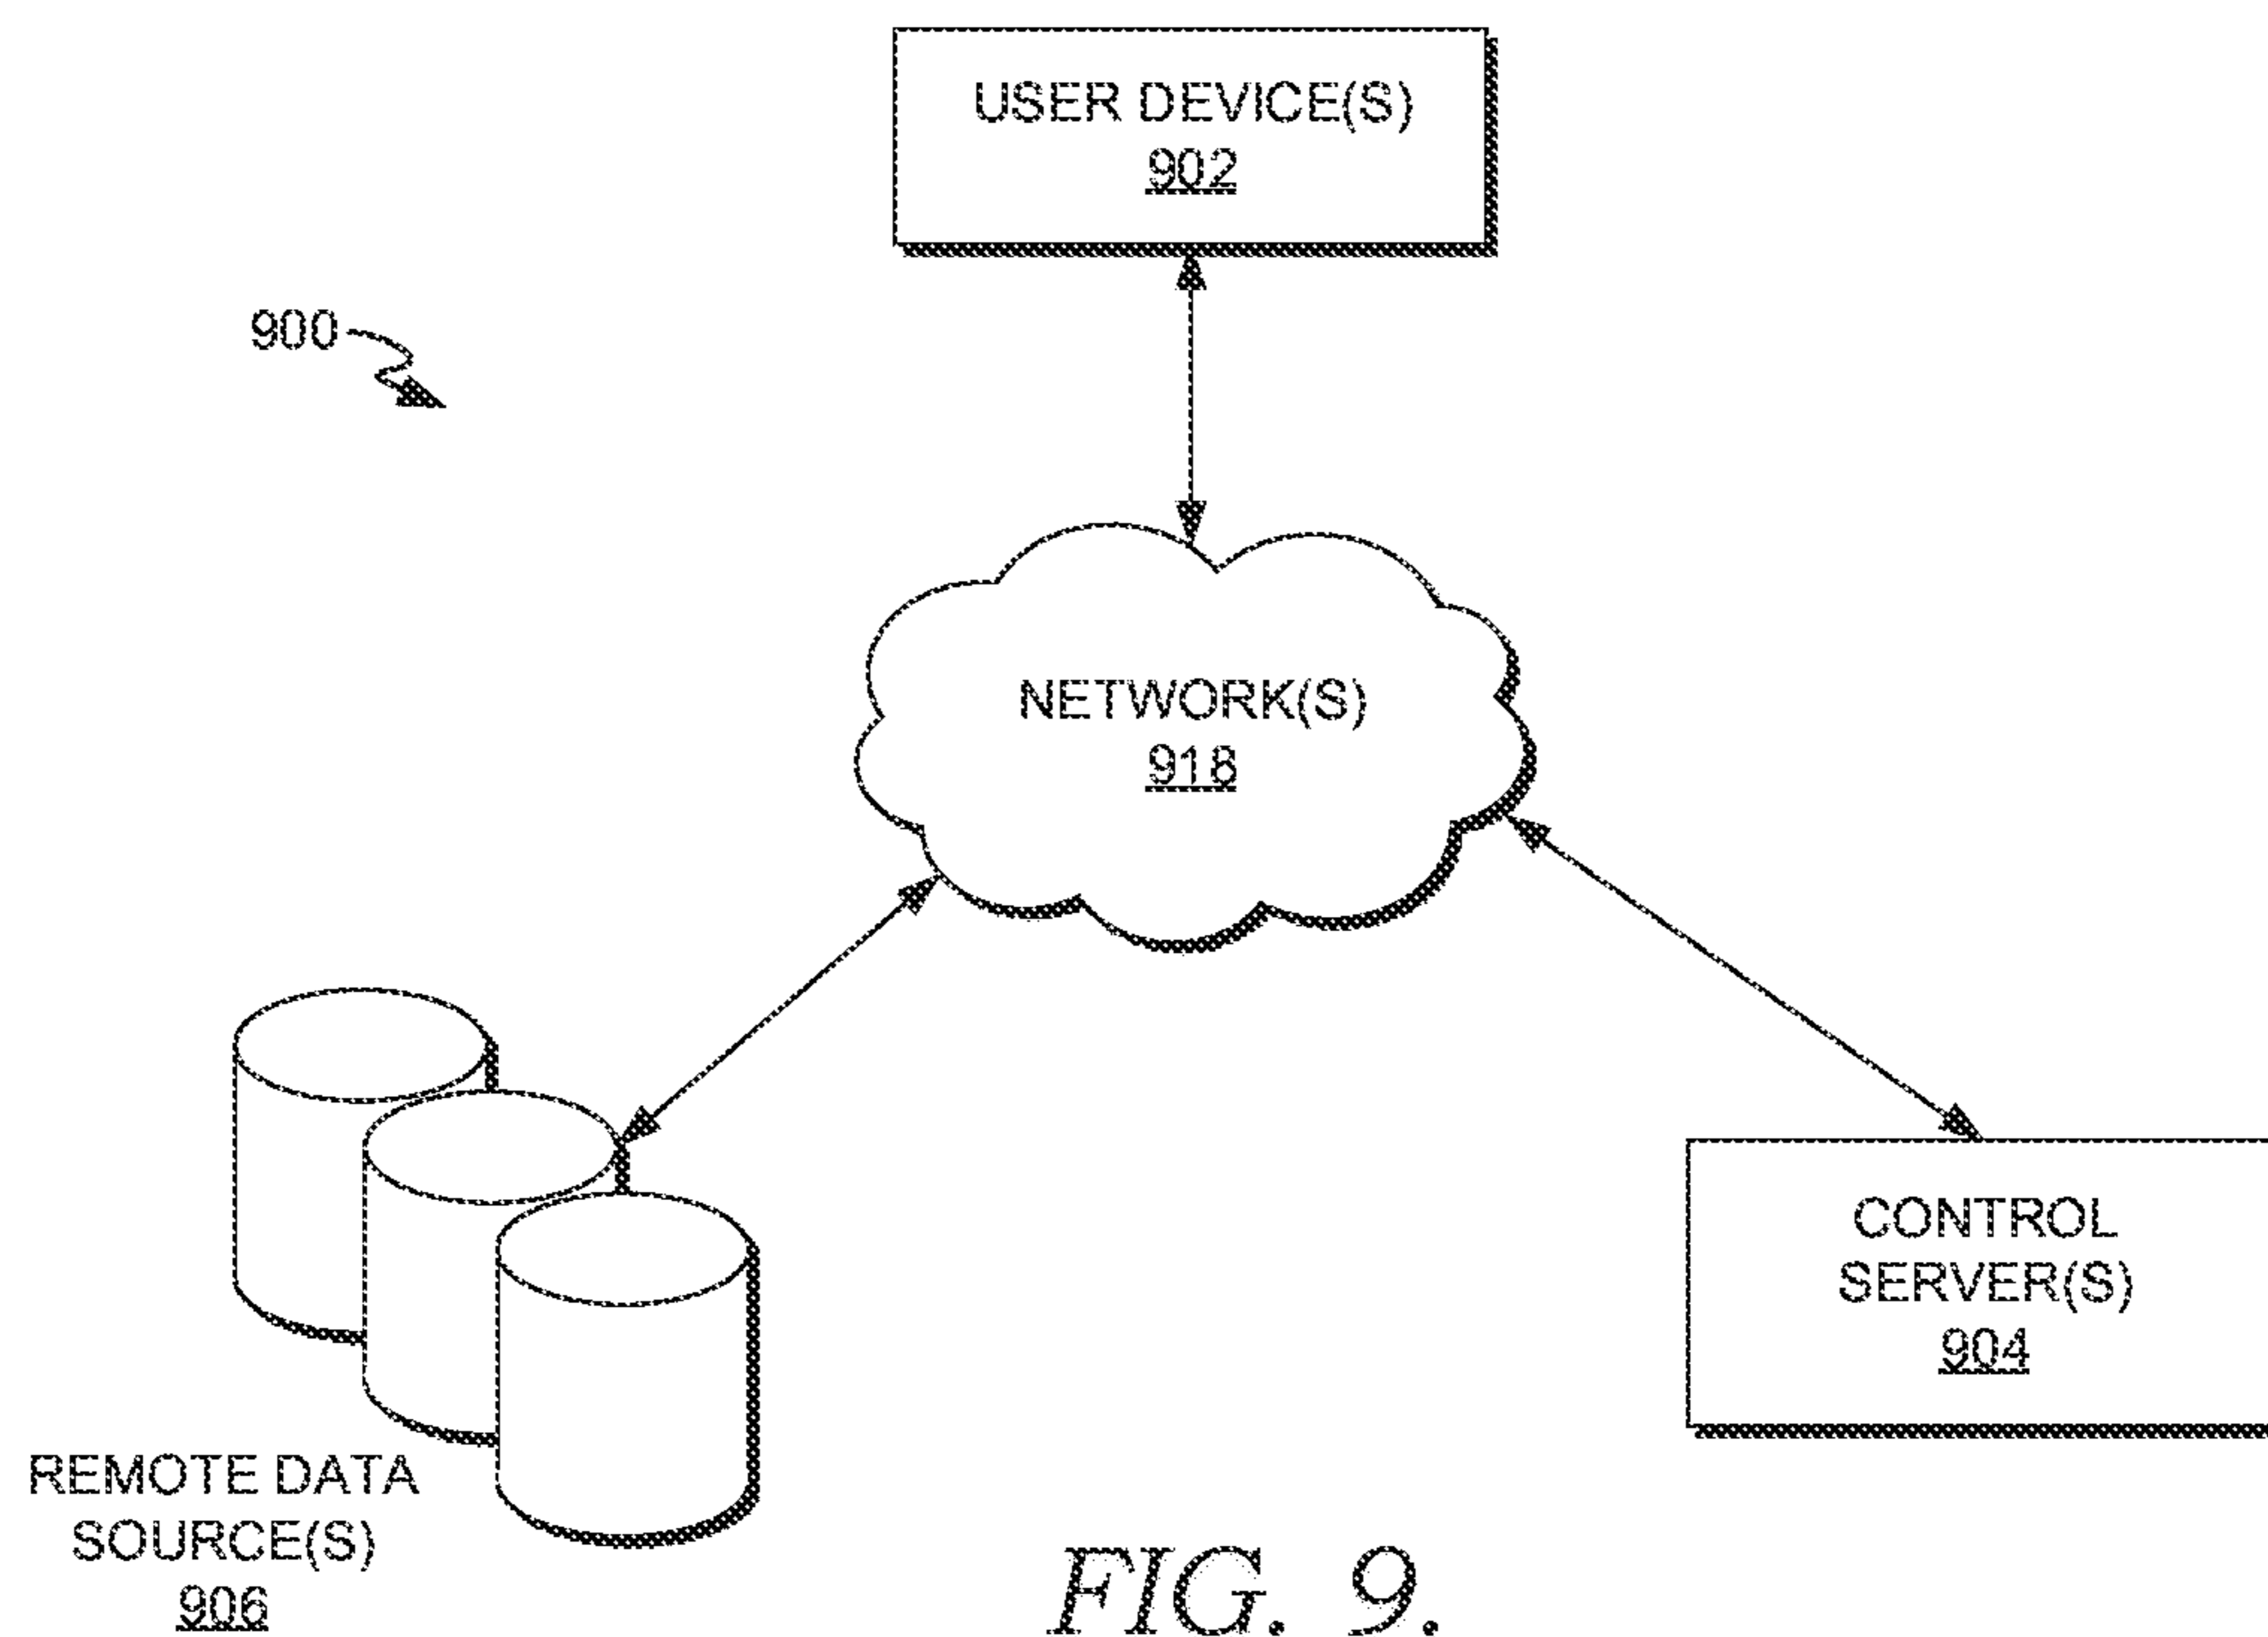 USER DEVICE(S)
902
900
NETWORK(S)
918
CONTROL
SERVER(S)
904
REMOTE DATA
SOURCE(S)
906
FIG. 9.